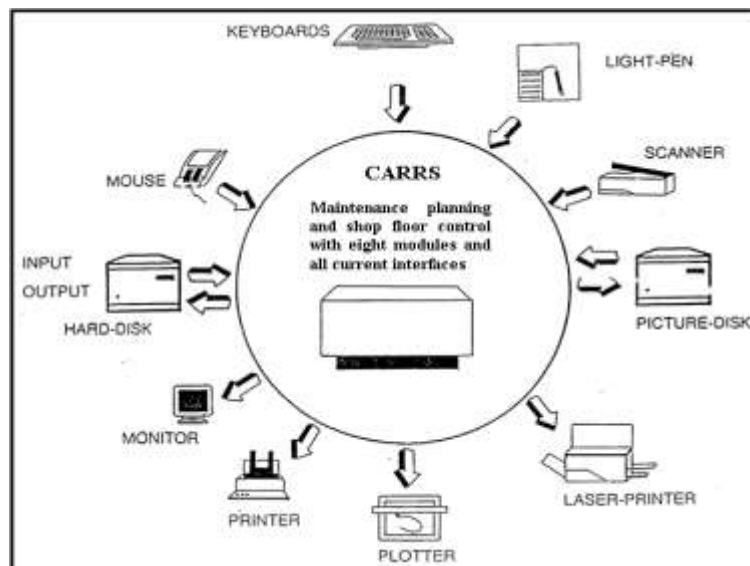 KEYBOARDS
LIGHT-PEN
SCANNER
MOUSE
CARRS
Maintenance planning
and shop floor control
with eight modules and
all current interfaces
INPUT
OUTPUT
HARD-DISK
PICTURE-DISK
MONITOR
PRINTER
PLOTTER
LASER-PRINTER